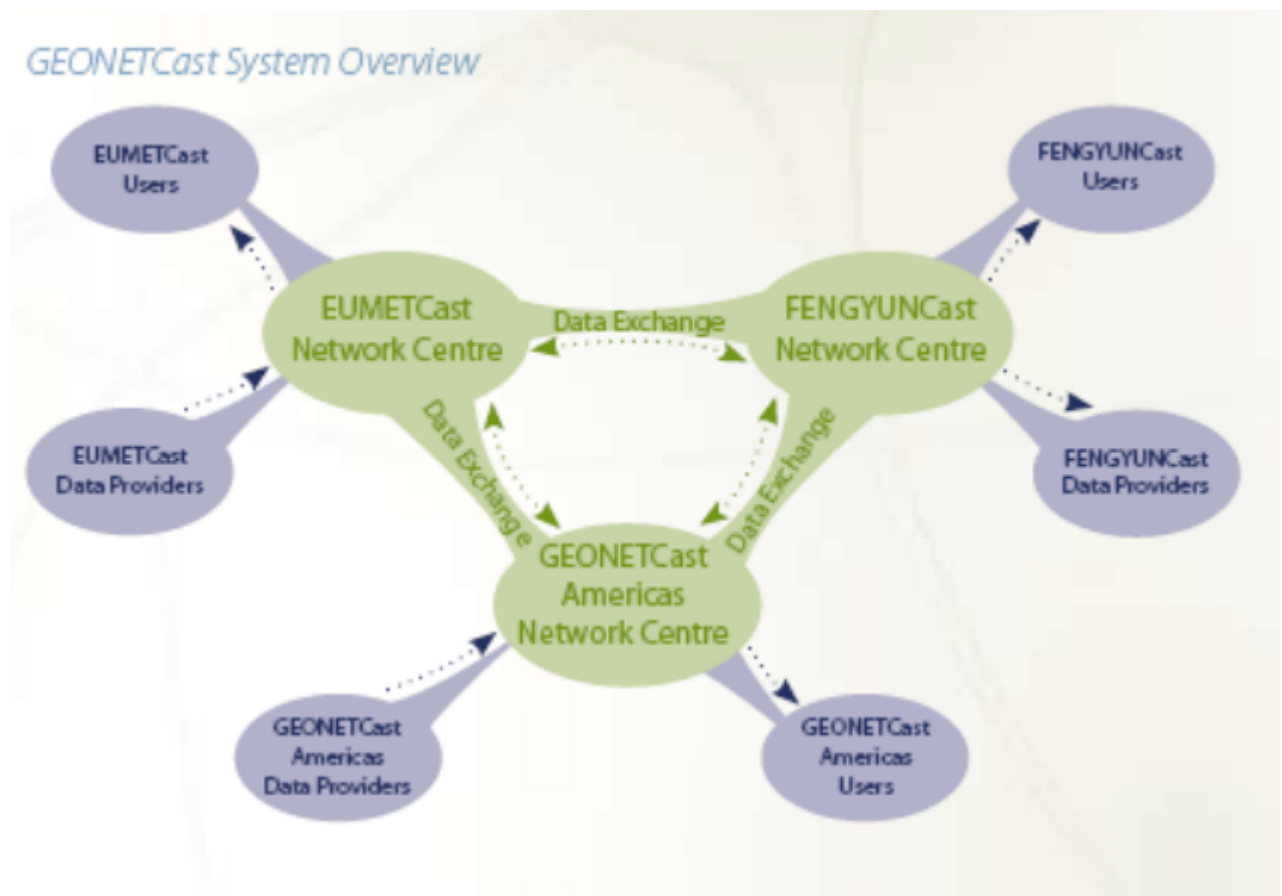 GEONETCast System Overview
EUMETCast
Users
FENGYUNCast
Users
EUMETCast
Network Centre
Data Exchange
FENGYUNCast
Network Centre
EUMETCast
Data Providers
Data Exchange
Data Exchange
FENGYUNCast
Data Providers
GEONETCast
Americas
Network Centre
GEONETCast
Americas
Data Providers
GEONETCast
Americas
Users